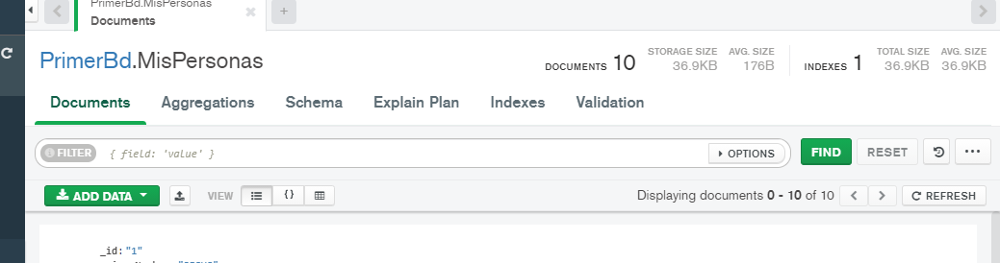 PrimerBd.MisPersonas
Documents
PrimerBd.MisPersonas
DOCUMENTS 10
STORAGE SIZE
36.9KB
AVG. SIZE
176B
INDEXES 1
TOTAL SIZE
36.9KB
AVG. SIZE
36.9KB
Documents Aggregations Schema Explain Plan Indexes Validation
FILTER { field: 'value' } OPTIONS FIND RESET
ADD DATA VIEW {} Displaying documents 0 - 10 of 10 REFRESH
_id: "1"